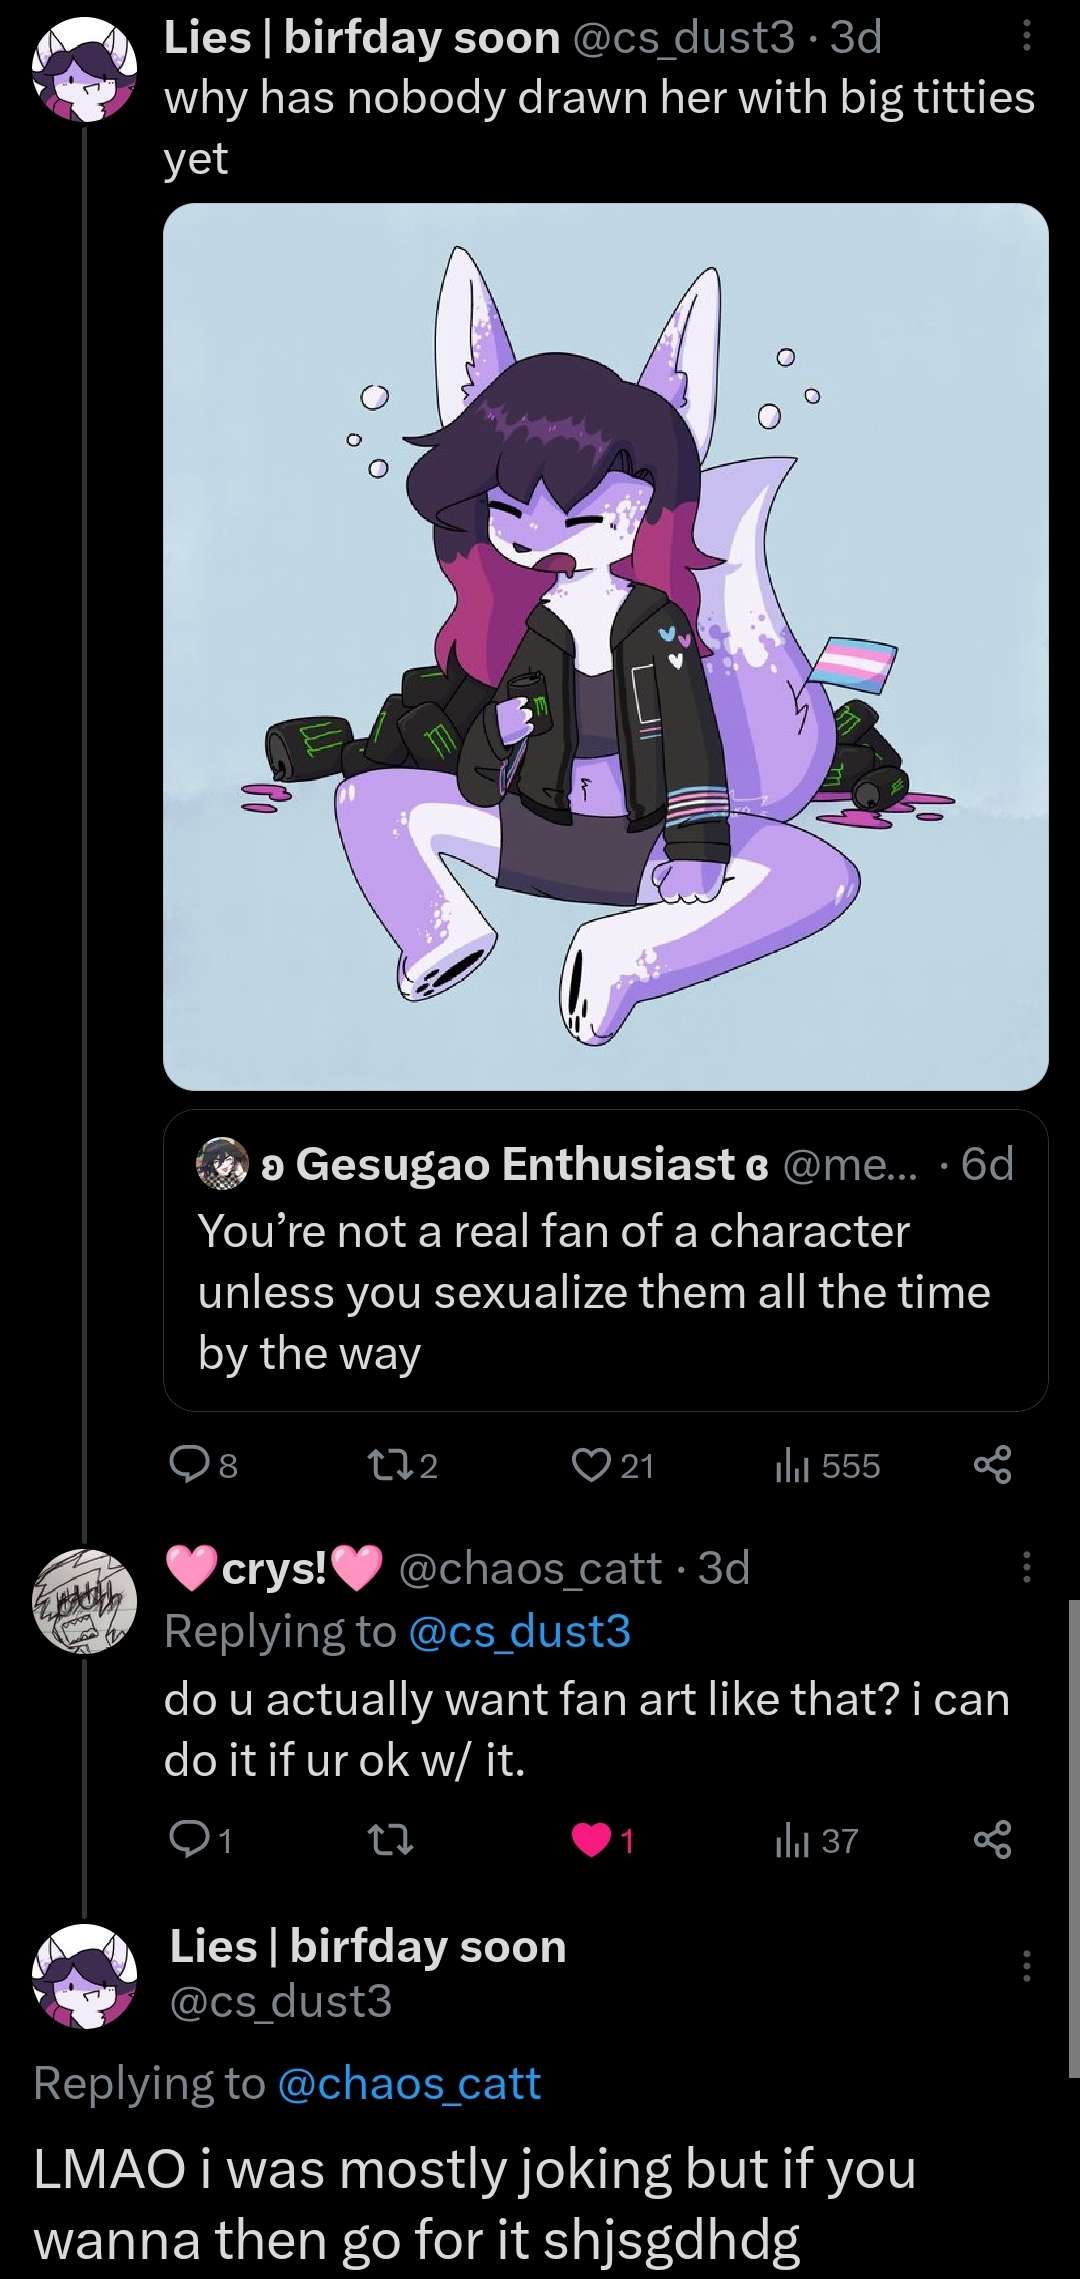 Lies | birfday soon @cs_dust3 · 3d
why has nobody drawn her with big titties
yet
ʚ Gesugao Enthusiast ɞ @me... · 6d
You’re not a real fan of a character
unless you sexualize them all the time
by the way
8 2 21 555
🩷crys!🩷 @chaos_catt · 3d
Replying to @cs_dust3
do u actually want fan art like that? i can
do it if ur ok w/ it.
1 1 37
Lies | birfday soon
@cs_dust3
Replying to @chaos_catt
LMAO i was mostly joking but if you
wanna then go for it shjsgdhdg